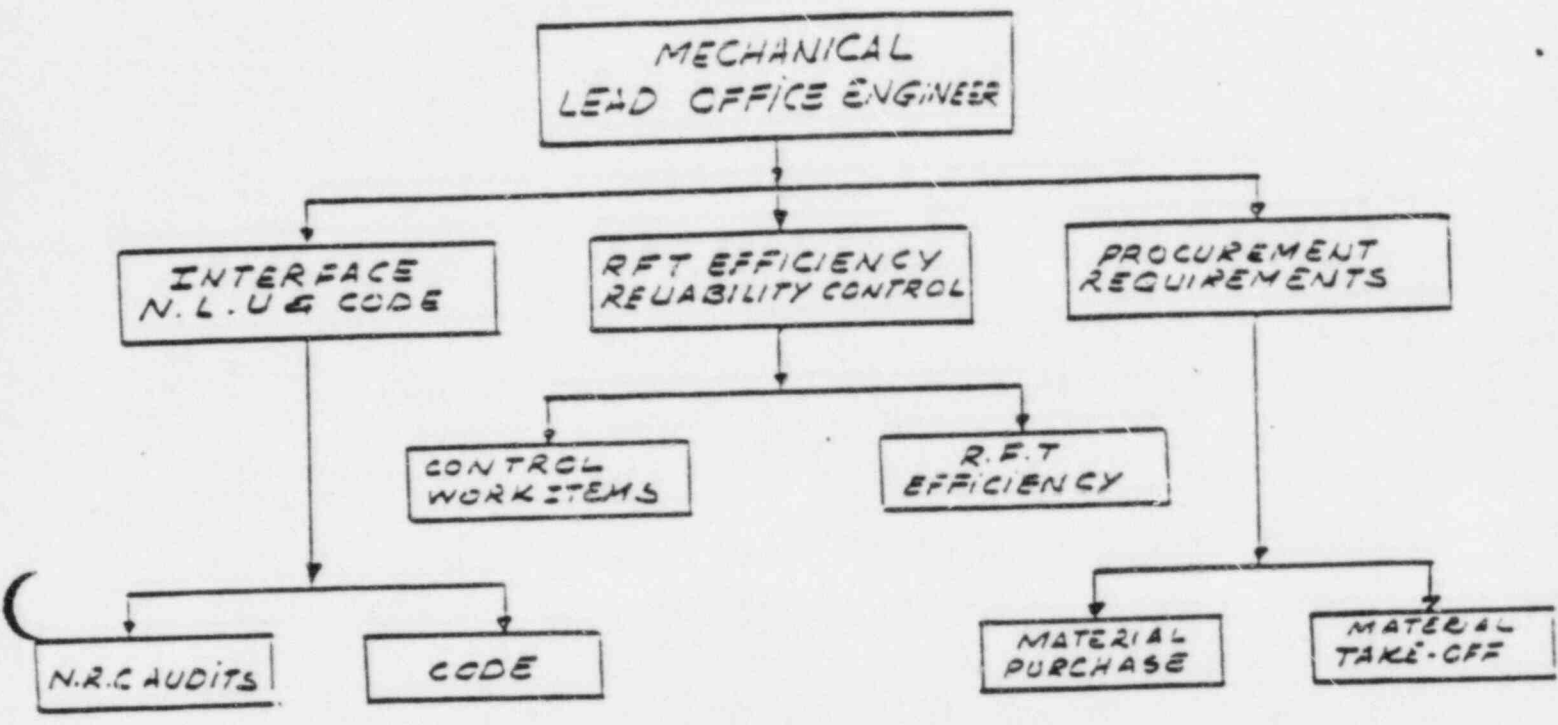 MECHANICAL
LEAD OFFICE ENGINEER
INTERFACE
N.L.U & CODE
RFT EFFICIENCY
RELIABILITY CONTROL
PROCUREMENT
REQUIREMENTS
CONTROL
WORK ITEMS
R.F.T
EFFICIENCY
N.R.C AUDITS
CODE
MATERIAL
PURCHASE
MATERIAL
TAKE-OFF